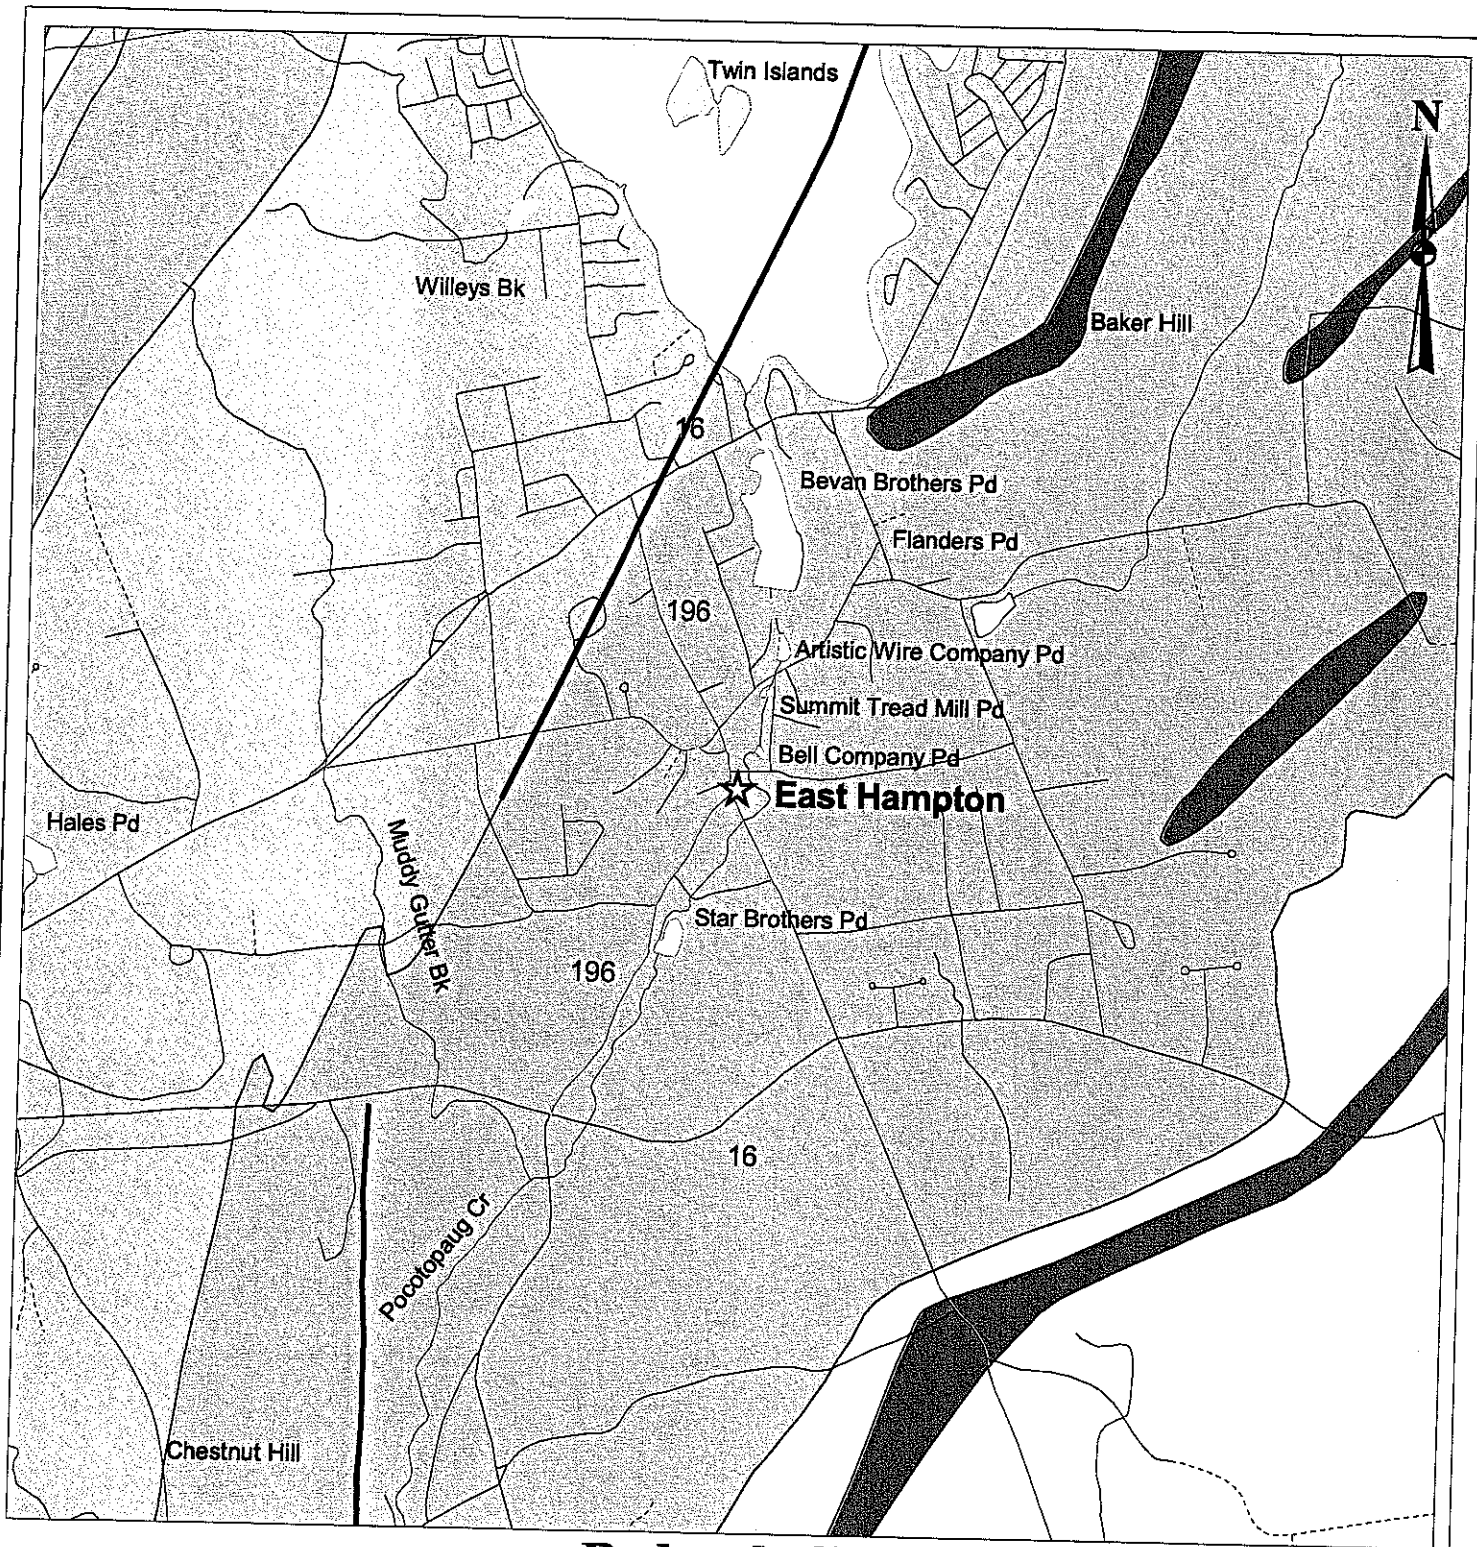 Twin Islands
N
Willeys Bk
Baker Hill
16
Bevan Brothers Pd
Flanders Pd
196
Artistic Wire Company Pd
Summit Tread Mill Pd
Bell Company Pd
East Hampton
Hales Pd
Muddy Gutter Bk
Star Brothers Pd
196
16
Pocotopaug Cr
Chestnut Hill